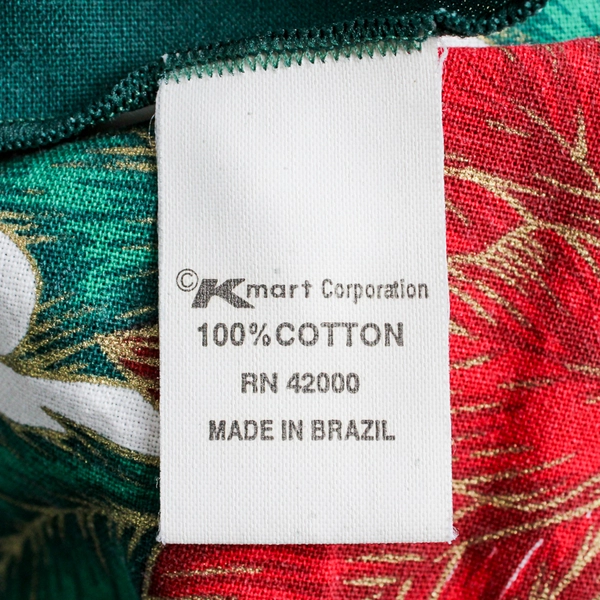 ©Kmart Corporation
100% COTTON
RN 42000
MADE IN BRAZIL